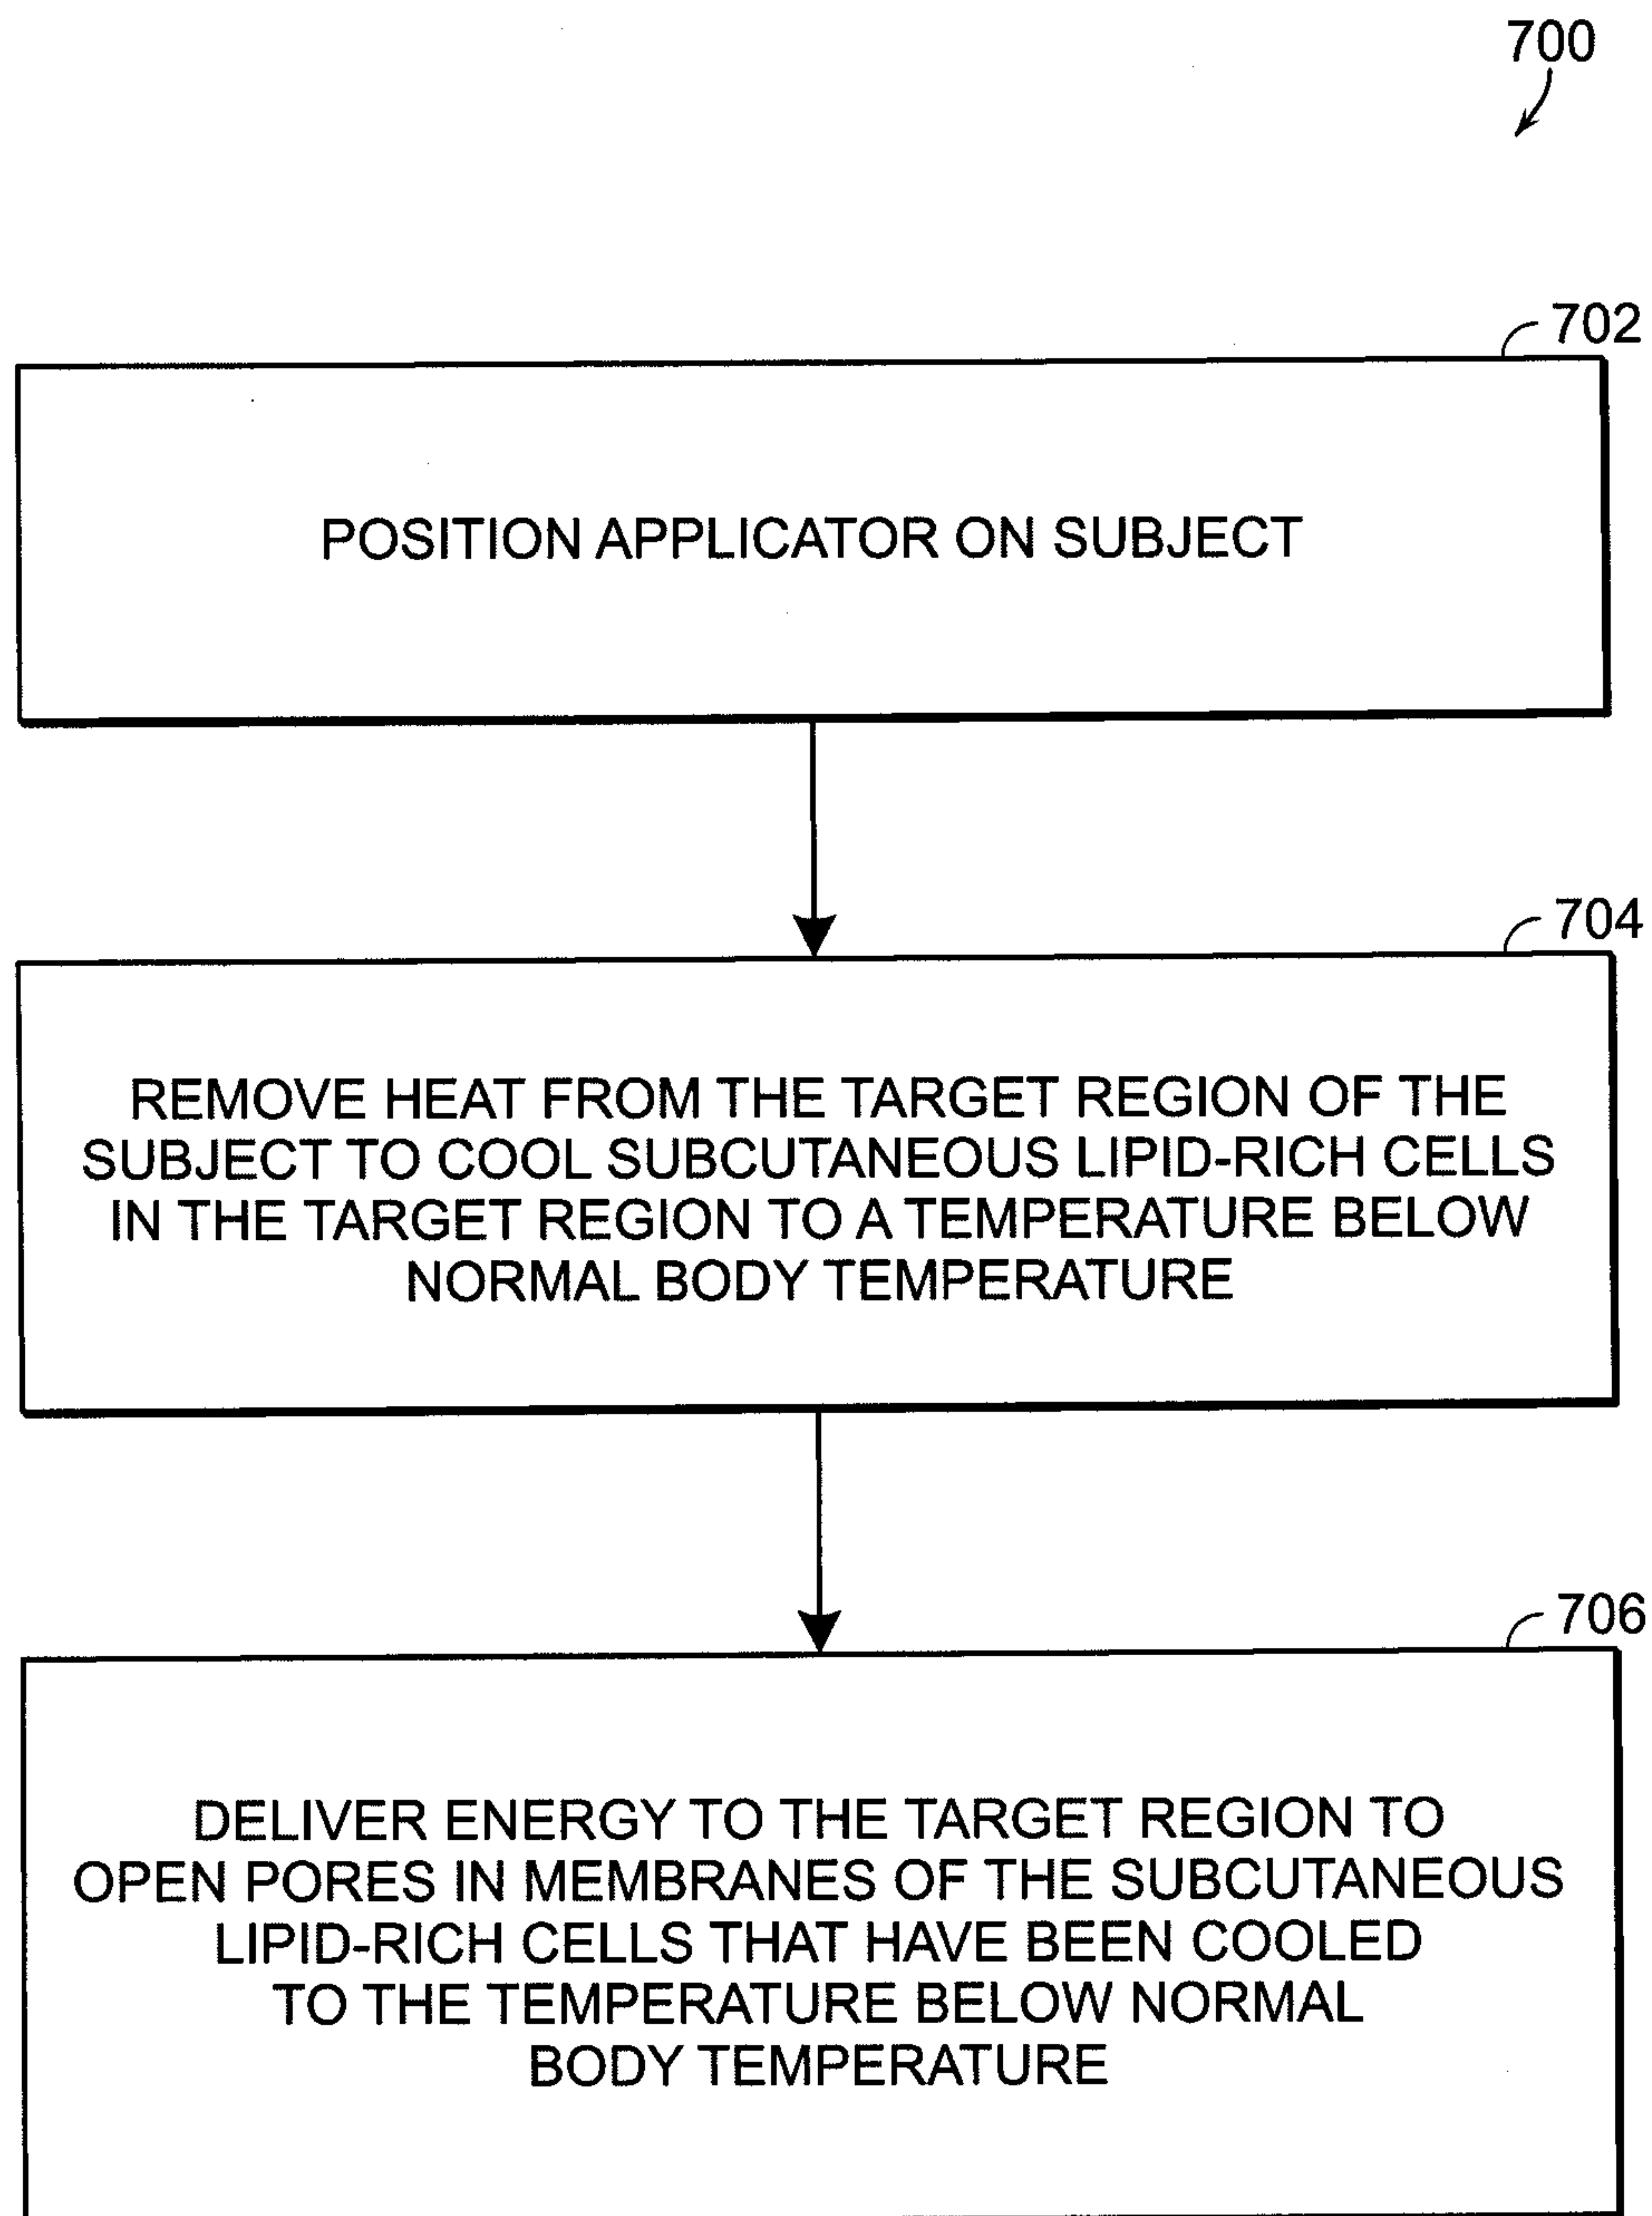 700
702
POSITION APPLICATOR ON SUBJECT
704
REMOVE HEAT FROM THE TARGET REGION OF THE
SUBJECT TO COOL SUBCUTANEOUS LIPID-RICH CELLS
IN THE TARGET REGION TO A TEMPERATURE BELOW
NORMAL BODY TEMPERATURE
706
DELIVER ENERGY TO THE TARGET REGION TO
OPEN PORES IN MEMBRANES OF THE SUBCUTANEOUS
LIPID-RICH CELLS THAT HAVE BEEN COOLED
TO THE TEMPERATURE BELOW NORMAL
BODY TEMPERATURE